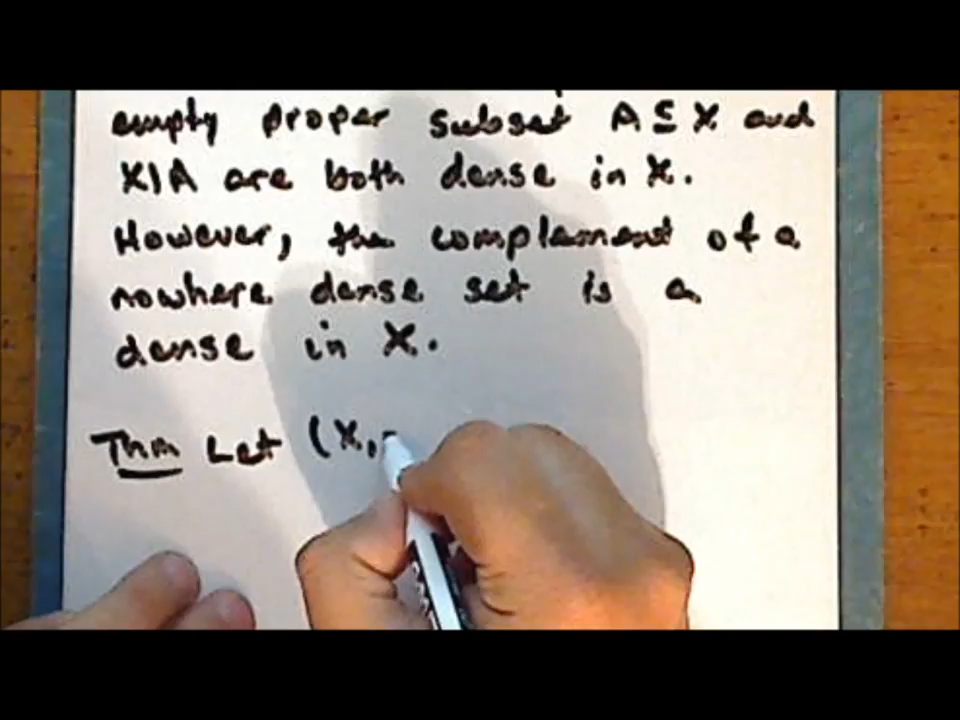 empty proper subset A ⊆ X and
X\A are both dense in X.
However, the complement of a
nowhere dense set is a
dense in X.
Thm Let (X,